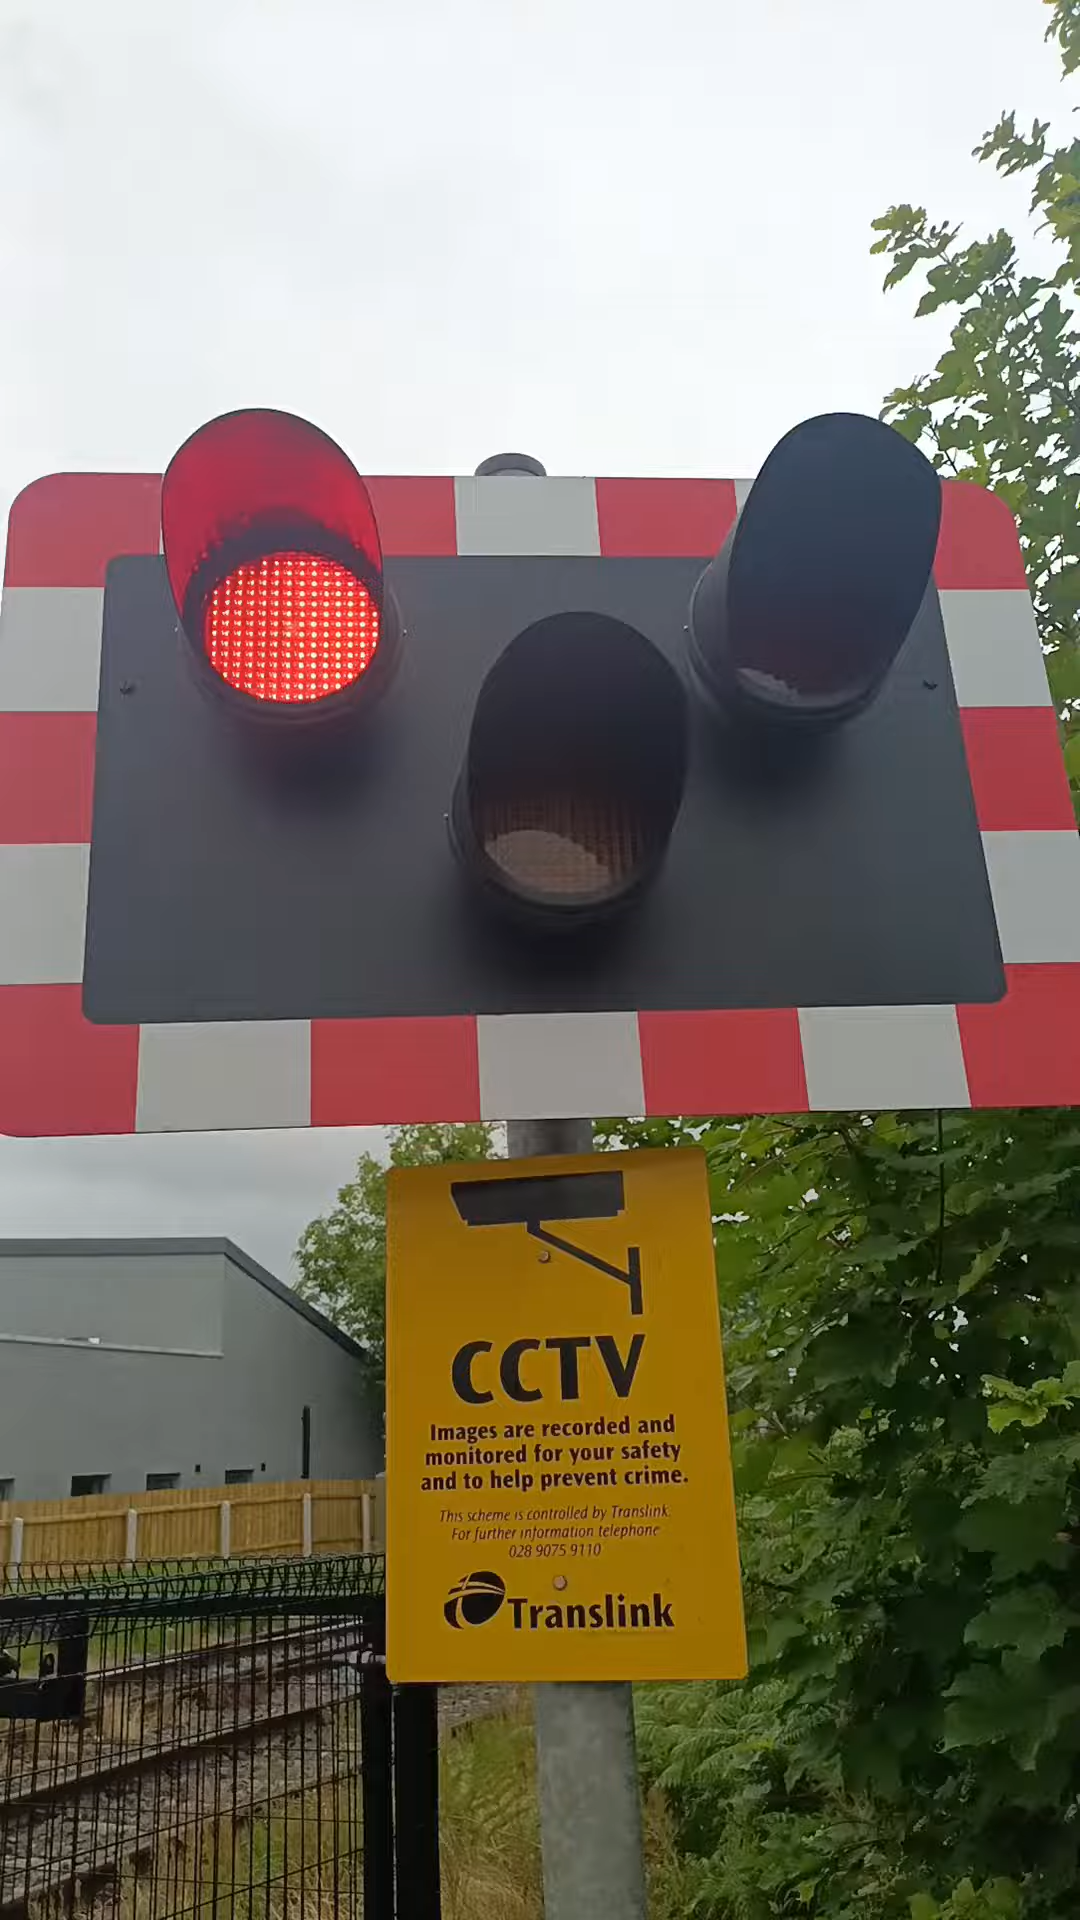 CCTV
Images are recorded and
monitored for your safety
and to help prevent crime.
This scheme is controlled by Translink.
For further information telephone
028 9075 9110
Translink